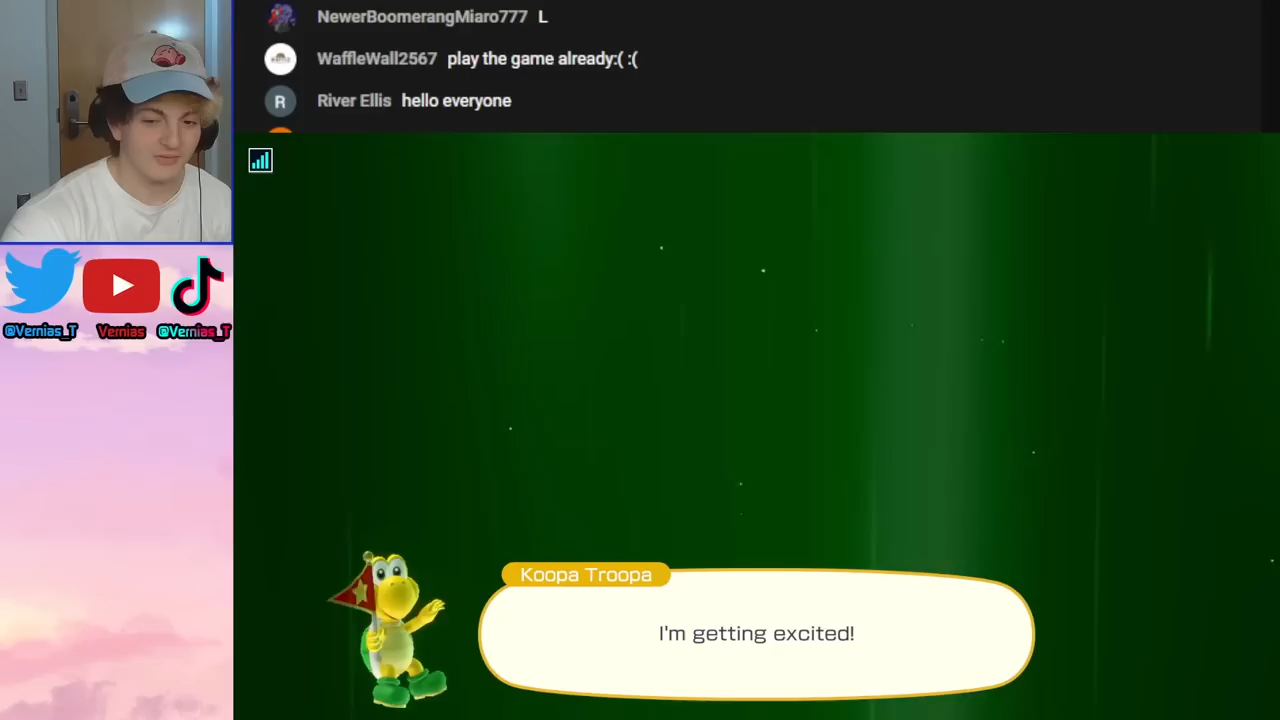 NewerBoomerangMiaro777 L
WaffleWall2567 play the game already:( :(
River Ellis hello everyone
R
@Vernias_T Vernias @Vernias_T
Koopa Troopa
I'm getting excited!